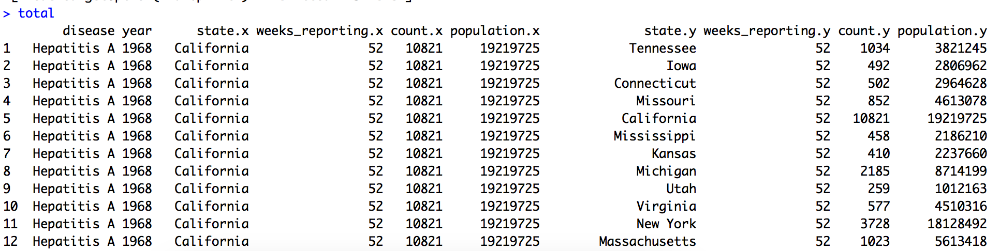 > total
disease year state.x weeks_reporting.x count.x population.x state.y weeks_reporting.y count.y population.y
1 Hepatitis A 1968 California 52 10821 19219725 Tennessee 52 1034 3821245
2 Hepatitis A 1968 California 52 10821 19219725 Iowa 52 492 2806962
3 Hepatitis A 1968 California 52 10821 19219725 Connecticut 52 502 2964628
4 Hepatitis A 1968 California 52 10821 19219725 Missouri 52 852 4613078
5 Hepatitis A 1968 California 52 10821 19219725 California 52 10821 19219725
6 Hepatitis A 1968 California 52 10821 19219725 Mississippi 52 458 2186210
7 Hepatitis A 1968 California 52 10821 19219725 Kansas 52 410 2237660
8 Hepatitis A 1968 California 52 10821 19219725 Michigan 52 2185 8714199
9 Hepatitis A 1968 California 52 10821 19219725 Utah 52 259 1012163
10 Hepatitis A 1968 California 52 10821 19219725 Virginia 52 577 4510316
11 Hepatitis A 1968 California 52 10821 19219725 New York 52 3728 18128492
12 Hepatitis A 1968 California 52 10821 19219725 Massachusetts 52 1023 5613418